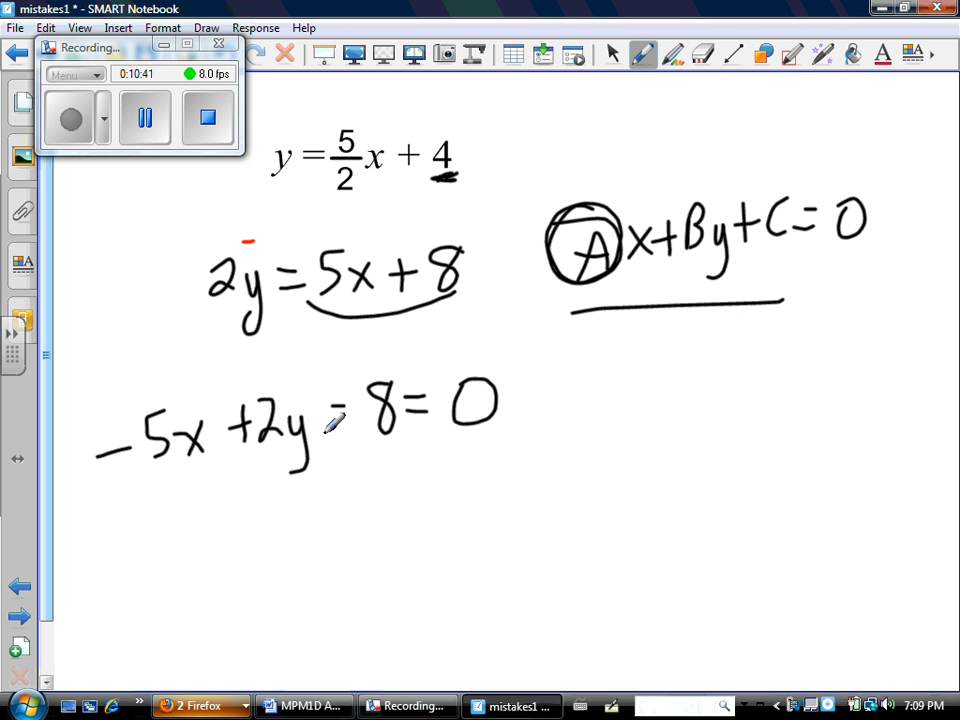 mistakes1 * - SMART Notebook
File Edit View Insert Format Draw Response Help
Recording...
Menu 0:10:41 8.0 fps
y = 5/2 x + 4
Ax+By+C=0
2y = 5x + 8
-5x +2y - 8 = 0
2 Firefox MPM1D A... Recording... mistakes1 ... 7:09 PM